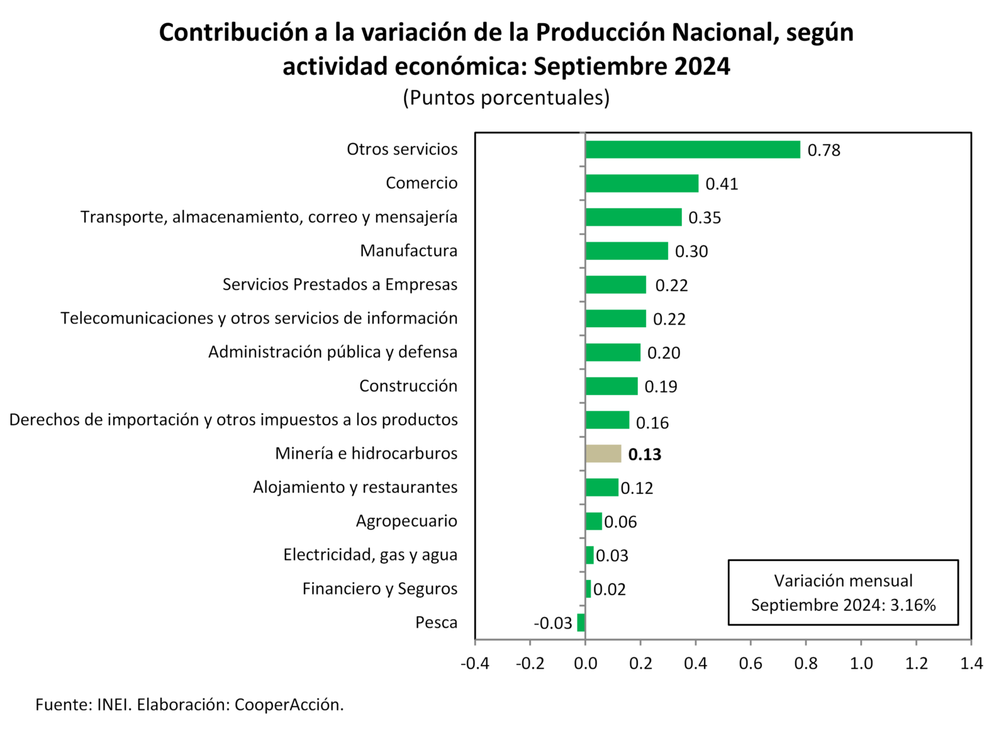 Contribución a la variación de la Producción Nacional, según
actividad económica: Septiembre 2024
(Puntos porcentuales)
Otros servicios 0.78
Comercio 0.41
Transporte, almacenamiento, correo y mensajería 0.35
Manufactura 0.30
Servicios Prestados a Empresas 0.22
Telecomunicaciones y otros servicios de información 0.22
Administración pública y defensa 0.20
Construcción 0.19
Derechos de importación y otros impuestos a los productos 0.16
Minería e hidrocarburos 0.13
Alojamiento y restaurantes 0.12
Agropecuario 0.06
Electricidad, gas y agua 0.03
Financiero y Seguros 0.02
Pesca -0.03
Variación mensual
Septiembre 2024: 3.16%
-0.4 -0.2 0.0 0.2 0.4 0.6 0.8 1.0 1.2 1.4
Fuente: INEI. Elaboración: CooperAcción.